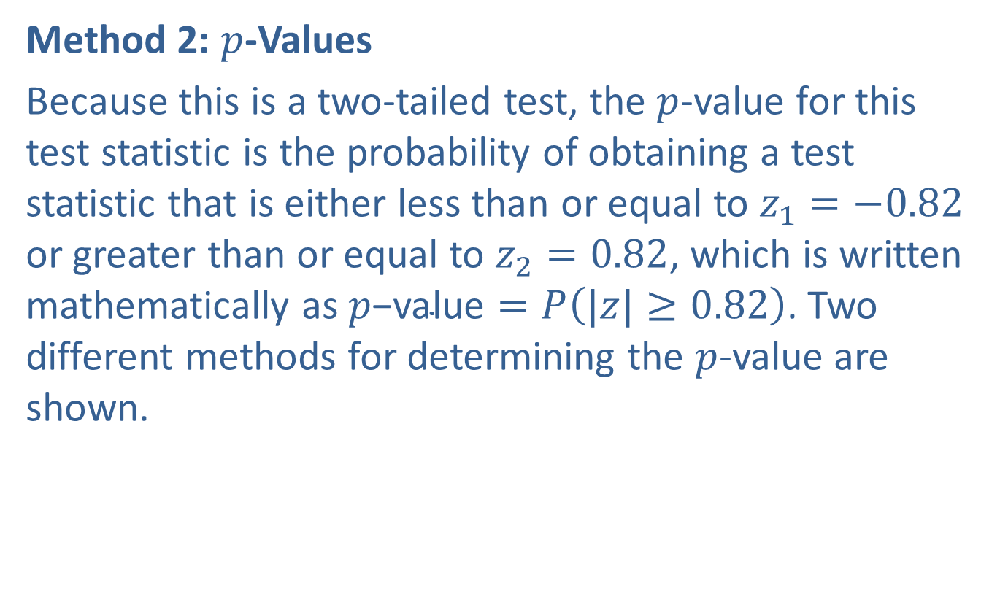 Method 2: p-Values
Because this is a two-tailed test, the p-value for this
test statistic is the probability of obtaining a test
statistic that is either less than or equal to z₁ = −0.82
or greater than or equal to z₂ = 0.82, which is written
mathematically as p−value = P(|z| ≥ 0.82). Two
different methods for determining the p-value are
shown.